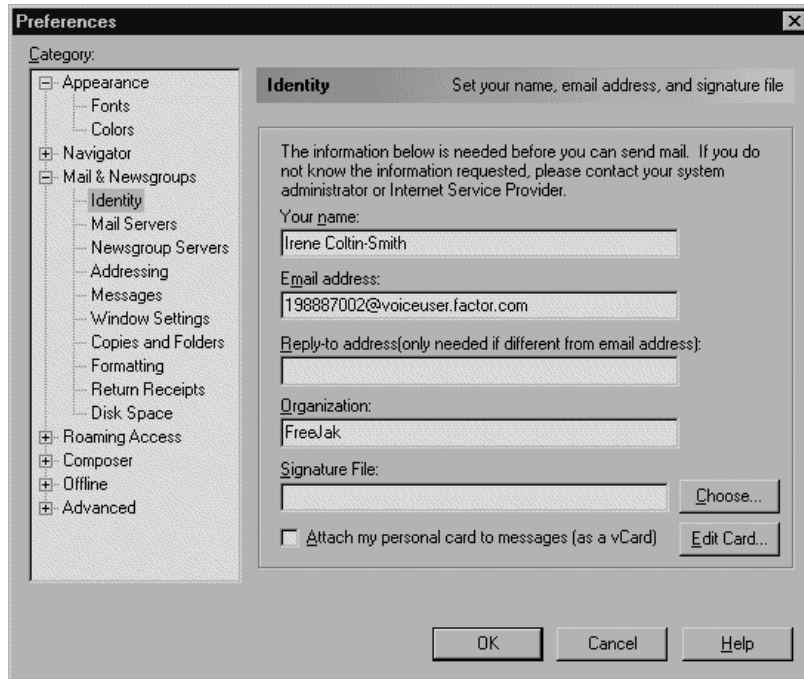 Preferences
Category:
Appearance
Fonts
Colors
Navigator
Mail & Newsgroups
Identity
Mail Servers
Newsgroup Servers
Addressing
Messages
Window Settings
Copies and Folders
Formatting
Return Receipts
Disk Space
Roaming Access
Composer
Offline
Advanced
Identity Set your name, email address, and signature file
The information below is needed before you can send mail. If you do
not know the information requested, please contact your system
administrator or Internet Service Provider.
Your name:
Irene Coltin-Smith
Email address:
198887002@voiceuser.factor.com
Reply-to address(only needed if different from email address):
Organization:
FreeJak
Signature File:
Choose...
Attach my personal card to messages (as a vCard)
Edit Card...
OK Cancel Help